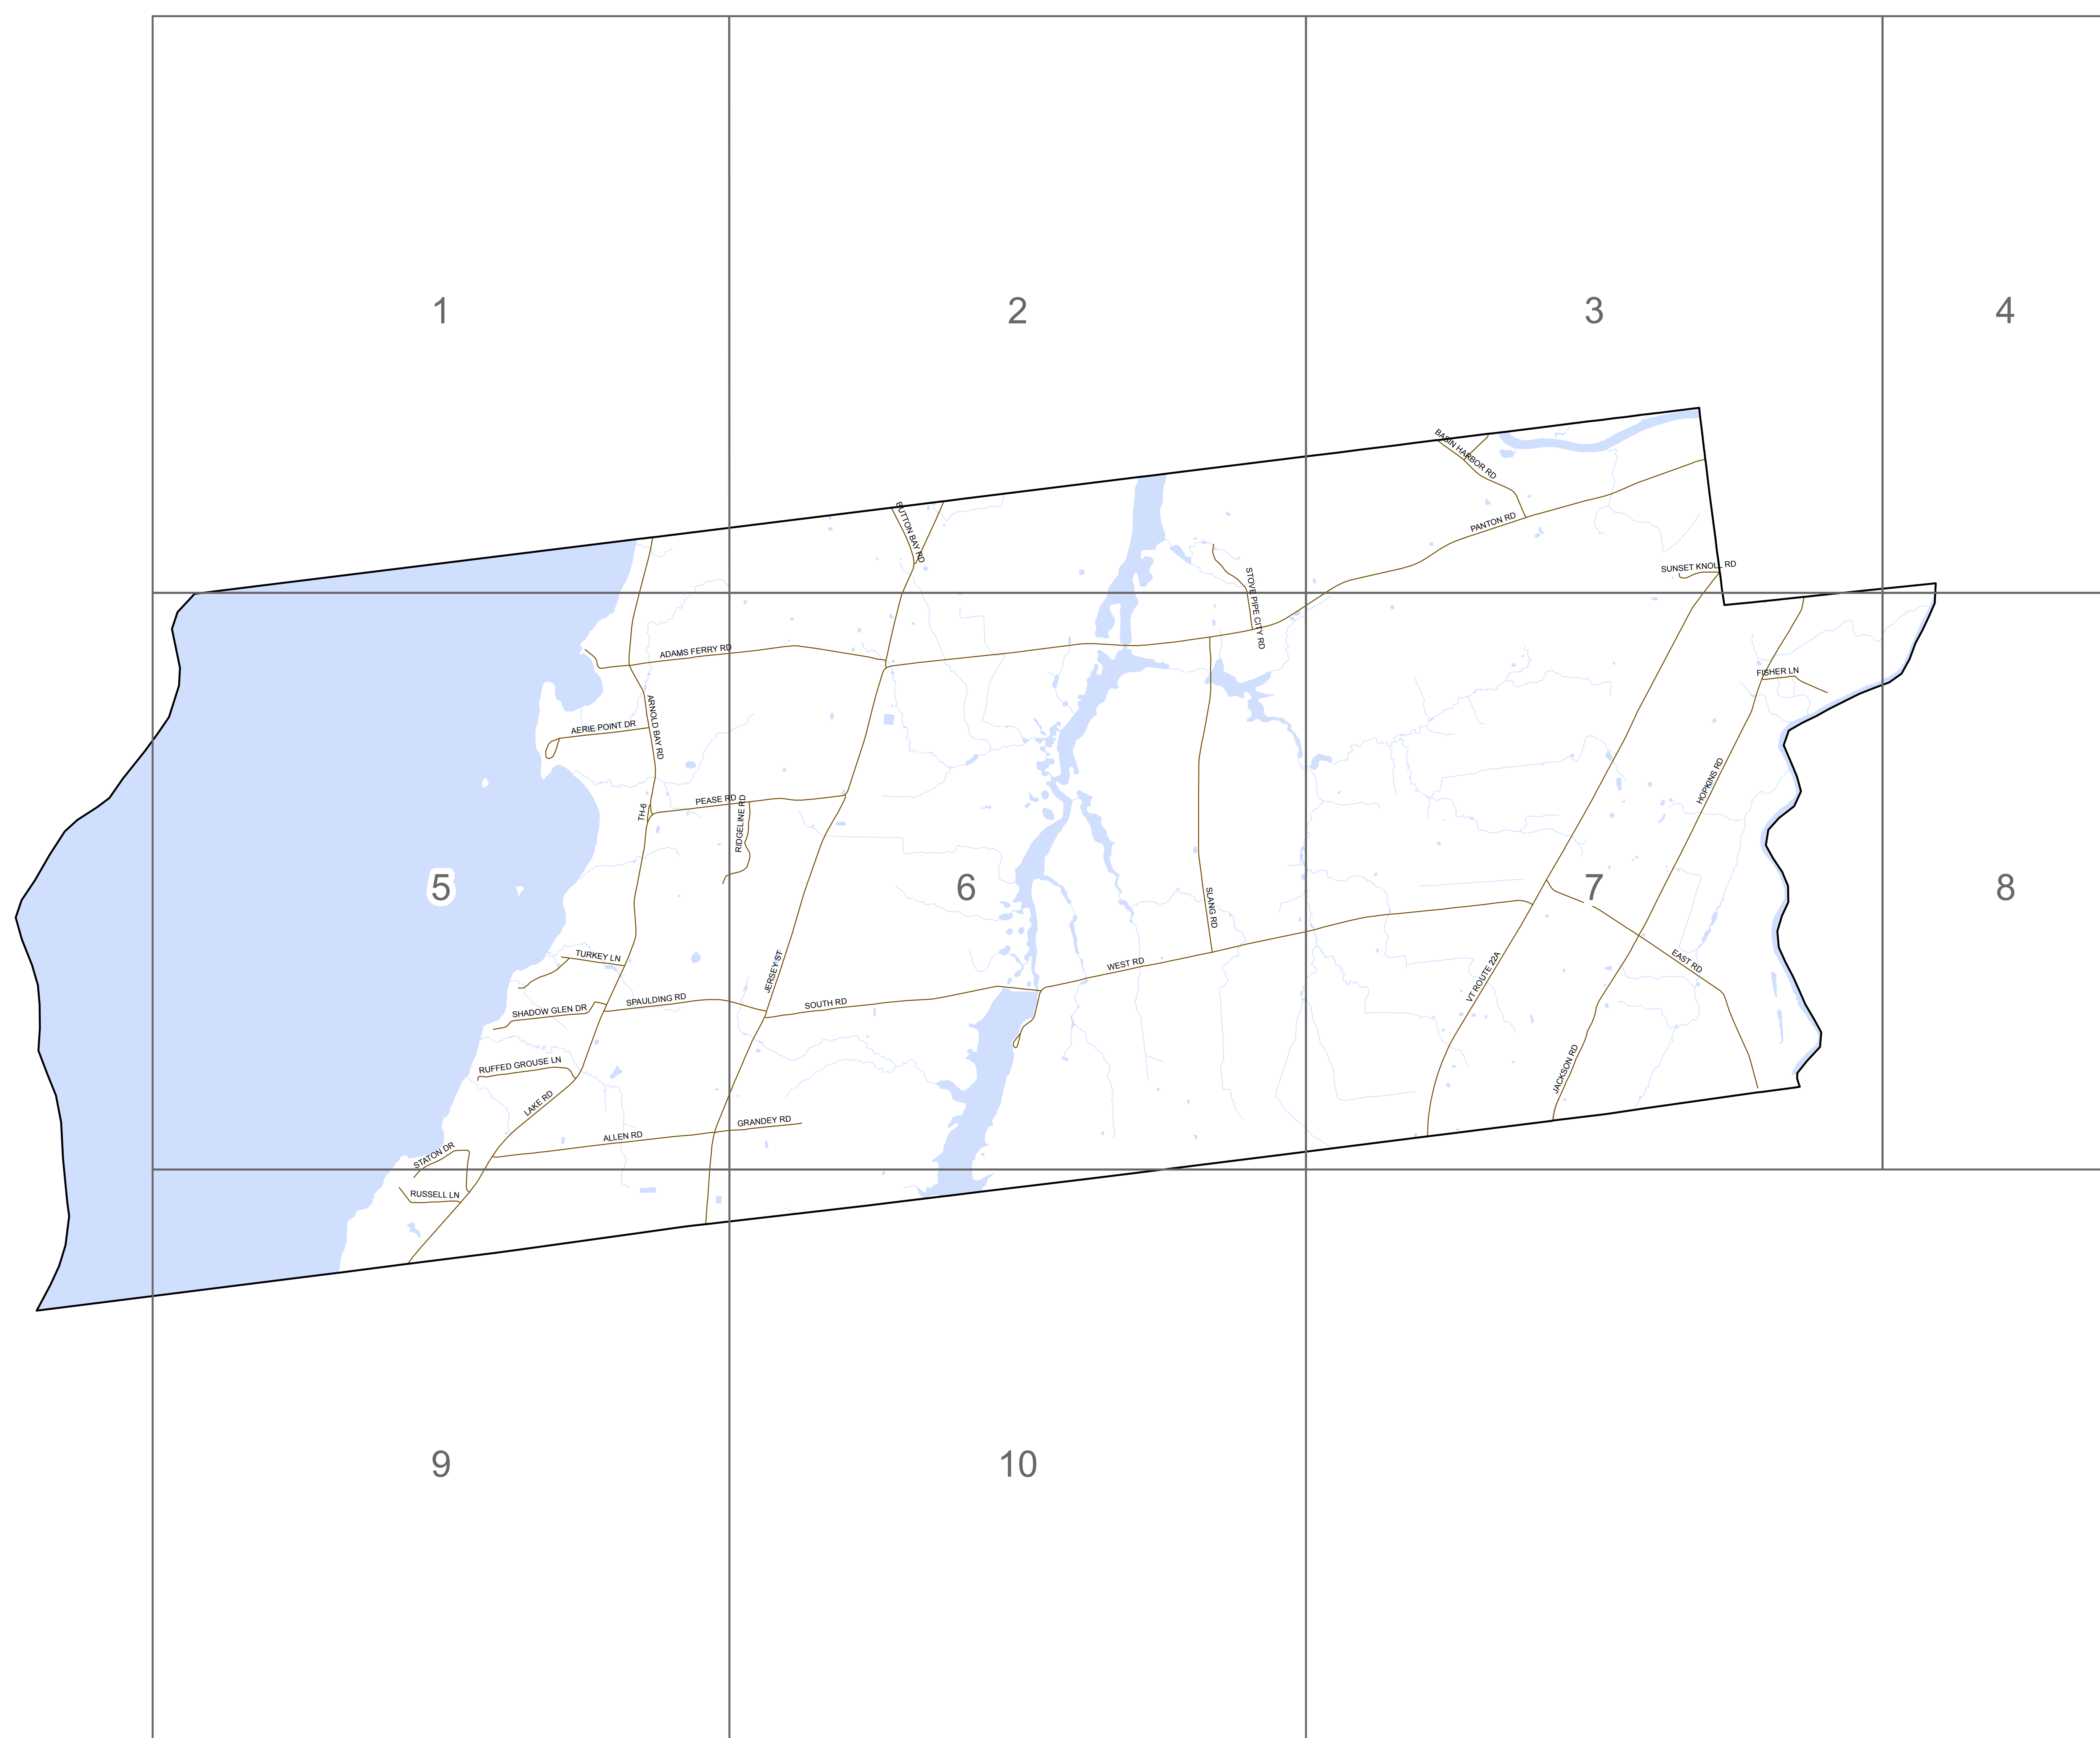 1
2
3
4
BASIN HARBOR RD
BUTTON BAY RD
PANTON RD
SUNSET KNOLL RD
STOVE PIPE CITY RD
ADAMS FERRY RD
FISHER LN
ARNOLD BAY RD
AERIE POINT DR
HOPKINS RD
PEASE RD
TH-6
RIDGELINE RD
5
6
7
8
SLANG RD
TURKEY LN
JERSEY ST
WEST RD
VT ROUTE 22A
EAST RD
SPAULDING RD
SOUTH RD
SHADOW GLEN DR
RUFFED GROUSE LN
JACKSON RD
LAKE RD
GRANDEY RD
ALLEN RD
STATON DR
RUSSELL LN
9
10